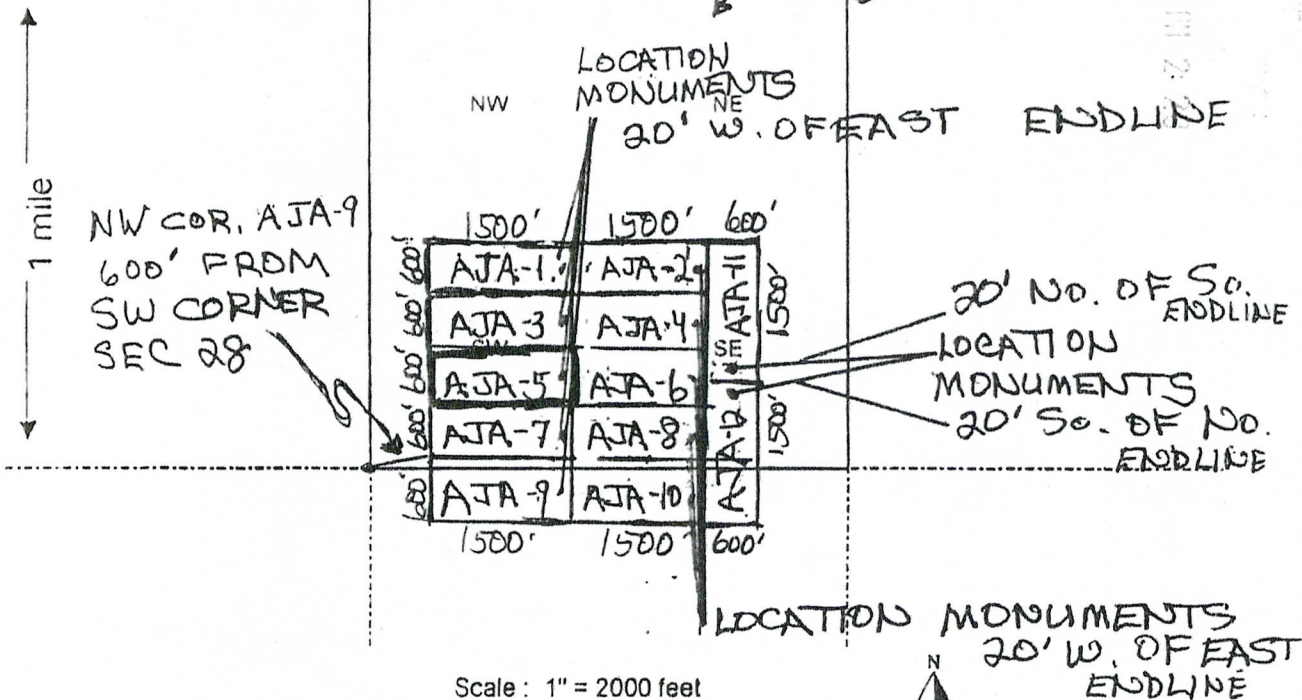 LOCATION
MONUMENTS
NW
NE
20' W. OF EAST ENDLINE
1 mile
NW COR. AJA-9
600' FROM
SW CORNER
SEC 28
1500' 1500' 600'
600' AJA-1 AJA-2 AJA-11 1500'
600' AJA-3 AJA-4
SW SE
600' AJA-5 AJA-6
600' AJA-7 AJA-8 AJA-12 1500'
600' AJA-9 AJA-10
1500' 1500' 600'
20' No. OF So.
ENDLINE
LOCATION
MONUMENTS
20' So. OF No.
ENDLINE
LOCATION MONUMENTS
20' W. OF EAST
ENDLINE
N
Scale : 1" = 2000 feet